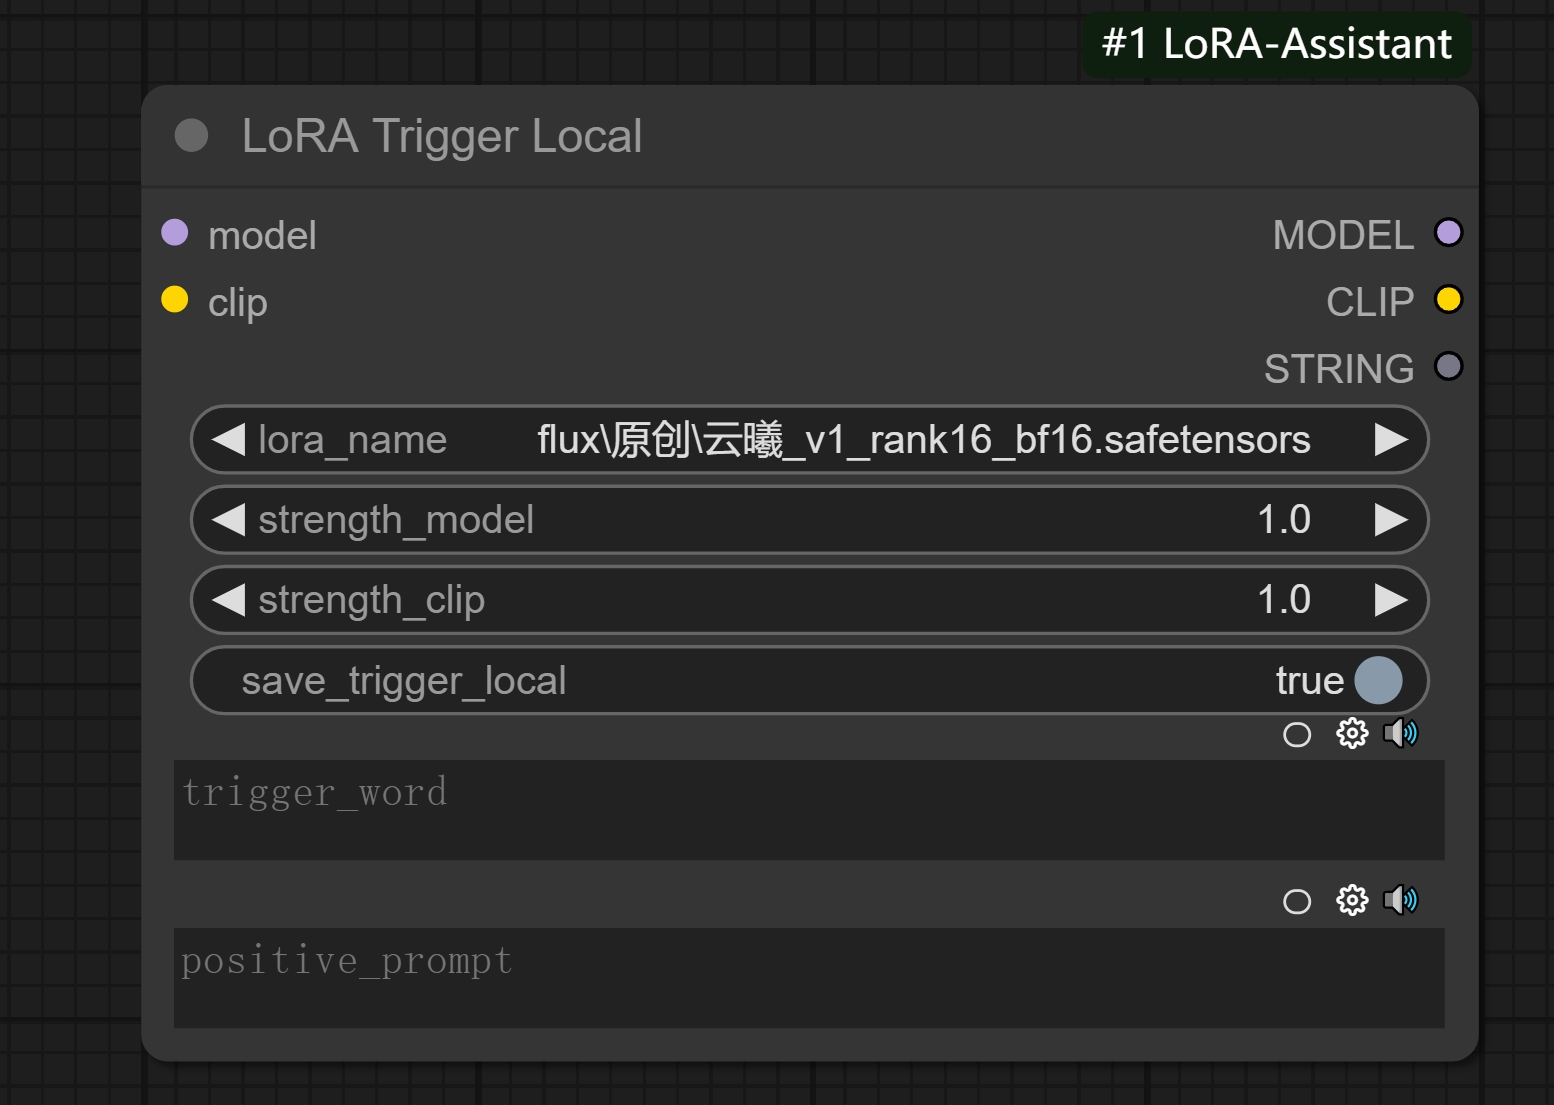 #1 LoRA-Assistant
LoRA Trigger Local
model MODEL
clip CLIP
STRING
lora_name flux\原创\云曦_v1_rank16_bf16.safetensors
strength_model 1.0
strength_clip 1.0
save_trigger_local true
trigger_word
positive_prompt